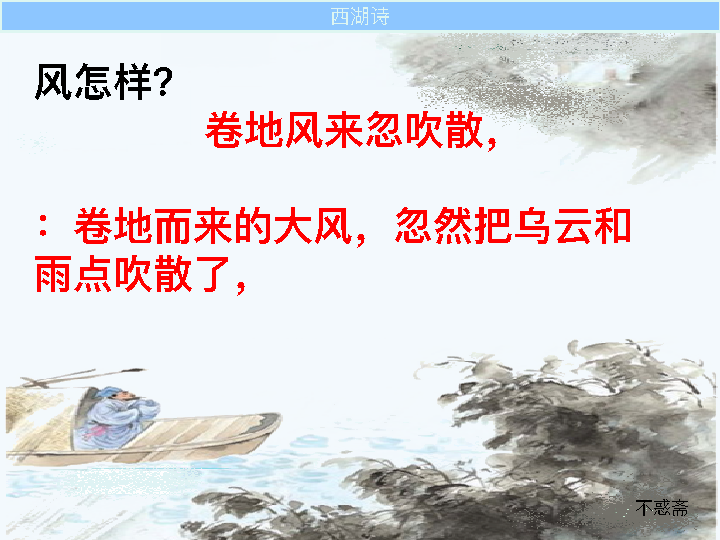 西湖诗
风怎样?
卷地风来忽吹散，
：卷地而来的大风，忽然把乌云和
雨点吹散了，
不惑斋